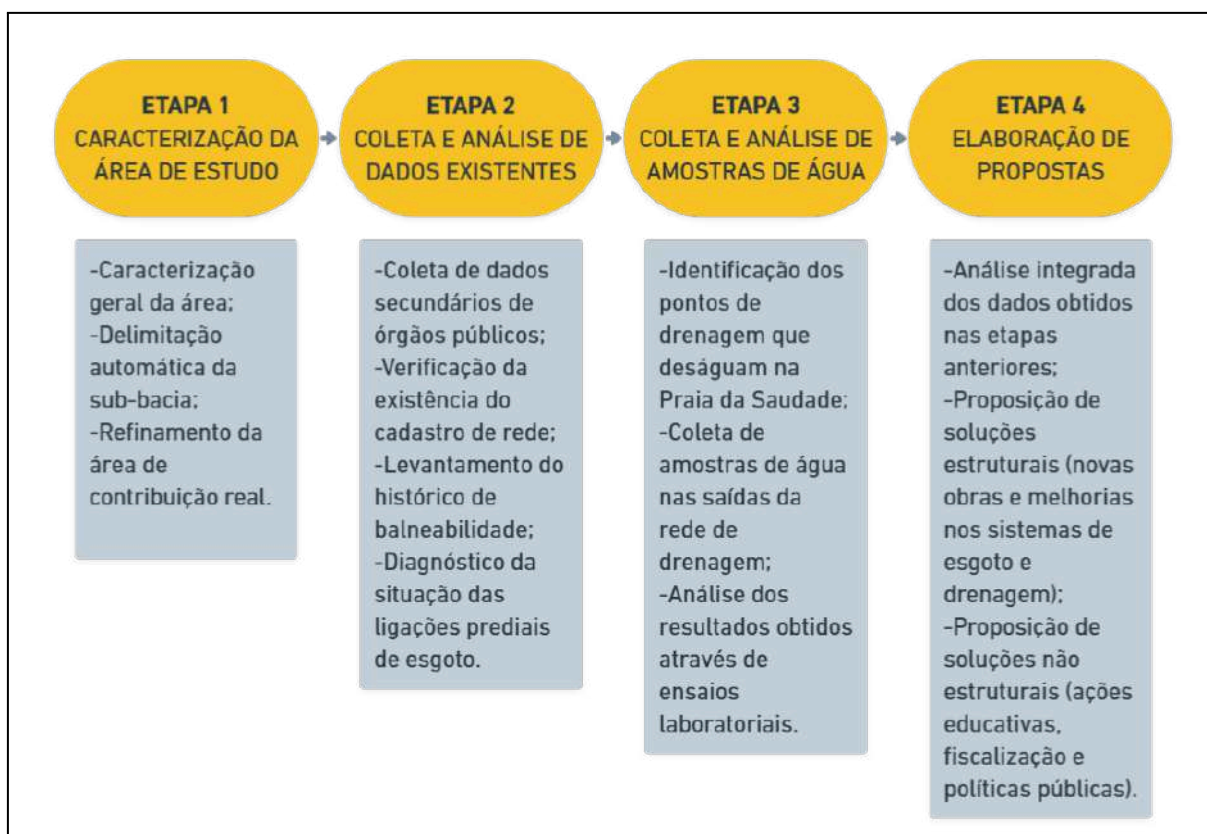 ETAPA 1
CARACTERIZAÇÃO DA
ÁREA DE ESTUDO
ETAPA 2
COLETA E ANÁLISE DE
DADOS EXISTENTES
ETAPA 3
COLETA E ANÁLISE DE
AMOSTRAS DE ÁGUA
ETAPA 4
ELABORAÇÃO DE
PROPOSTAS
-Caracterização
geral da área;
-Delimitação
automática da
sub-bacia;
-Refinamento da
área de
contribuição real.
-Coleta de dados
secundários de
órgãos públicos;
-Verificação da
existência do
cadastro de rede;
-Levantamento do
histórico de
balneabilidade;
-Diagnóstico da
situação das
ligações prediais
de esgoto.
-Identificação dos
pontos de
drenagem que
deságuam na
Praia da Saudade;
-Coleta de
amostras de água
nas saídas da
rede de
drenagem;
-Análise dos
resultados obtidos
através de
ensaios
laboratoriais.
-Análise integrada
dos dados obtidos
nas etapas
anteriores;
-Proposição de
soluções
estruturais (novas
obras e melhorias
nos sistemas de
esgoto e
drenagem);
-Proposição de
soluções não
estruturais (ações
educativas,
fiscalização e
políticas públicas).